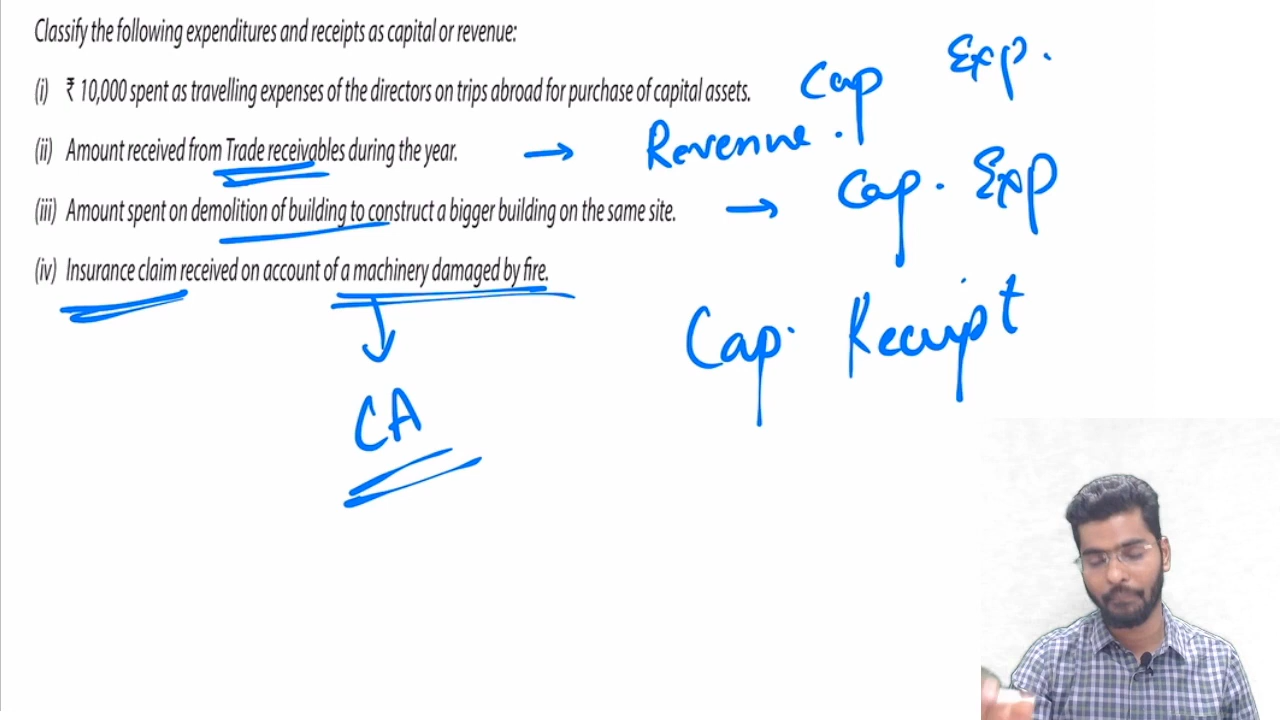 Classify the following expenditures and receipts as capital or revenue:
(i) ₹ 10,000 spent as travelling expenses of the directors on trips abroad for purchase of capital assets. Cap Exp.
(ii) Amount received from Trade receivables during the year. → Revenue.
(iii) Amount spent on demolition of building to construct a bigger building on the same site. → Cap. Exp
(iv) Insurance claim received on account of a machinery damaged by fire.
Cap. Receipt
CA